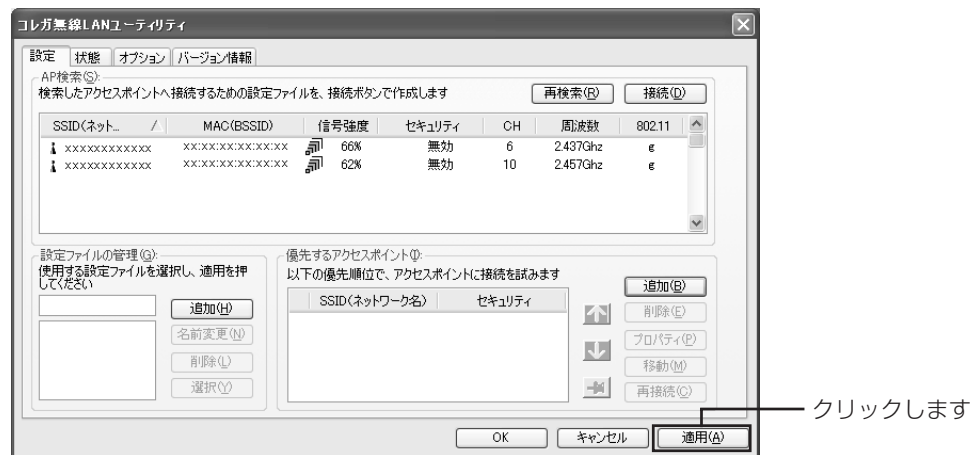 コレガ無線LANユーティリティ
設定 状態 オプション バージョン情報
AP検索(S):
検索したアクセスポイントへ接続するための設定ファイルを、接続ボタンで作成します 再検索(R) 接続(D)
SSID(ネット... MAC(BSSID) 信号強度 セキュリティ CH 周波数 802.11
xxxxxxxxxxxx xx:xx:xx:xx:xx:xx 66% 無効 6 2.437Ghz g
xxxxxxxxxxxx xx:xx:xx:xx:xx:xx 62% 無効 10 2.457Ghz g
設定ファイルの管理(G):
使用する設定ファイルを選択し、適用を押
してください
追加(H)
名前変更(N)
削除(L)
選択(Y)
優先するアクセスポイント(I):
以下の優先順位で、アクセスポイントに接続を試みます
SSID(ネットワーク名) セキュリティ
追加(B)
削除(E)
プロパティ(P)
移動(M)
再接続(C)
クリックします
OK キャンセル 適用(A)